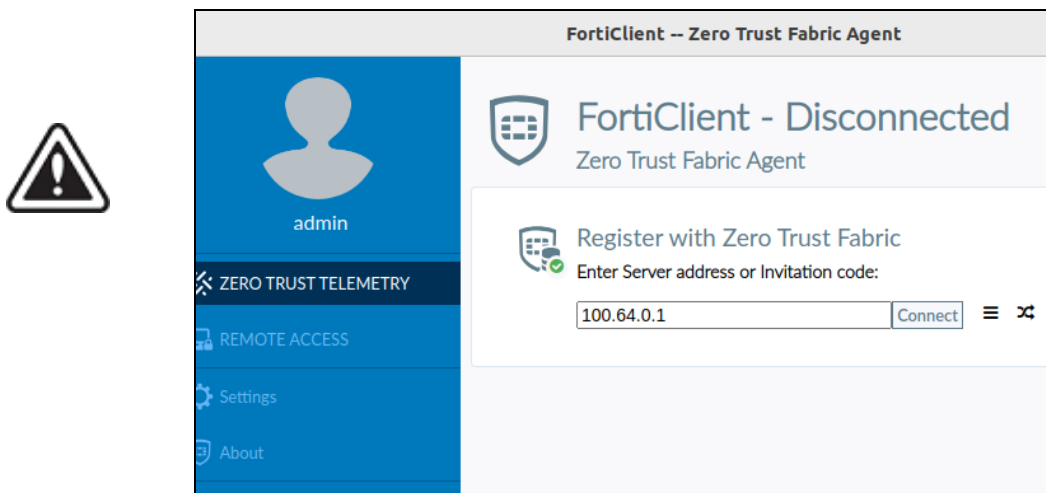 FortiClient -- Zero Trust Fabric Agent
FortiClient - Disconnected
Zero Trust Fabric Agent
admin
Register with Zero Trust Fabric
Enter Server address or Invitation code:
ZERO TRUST TELEMETRY
100.64.0.1 Connect
REMOTE ACCESS
Settings
About